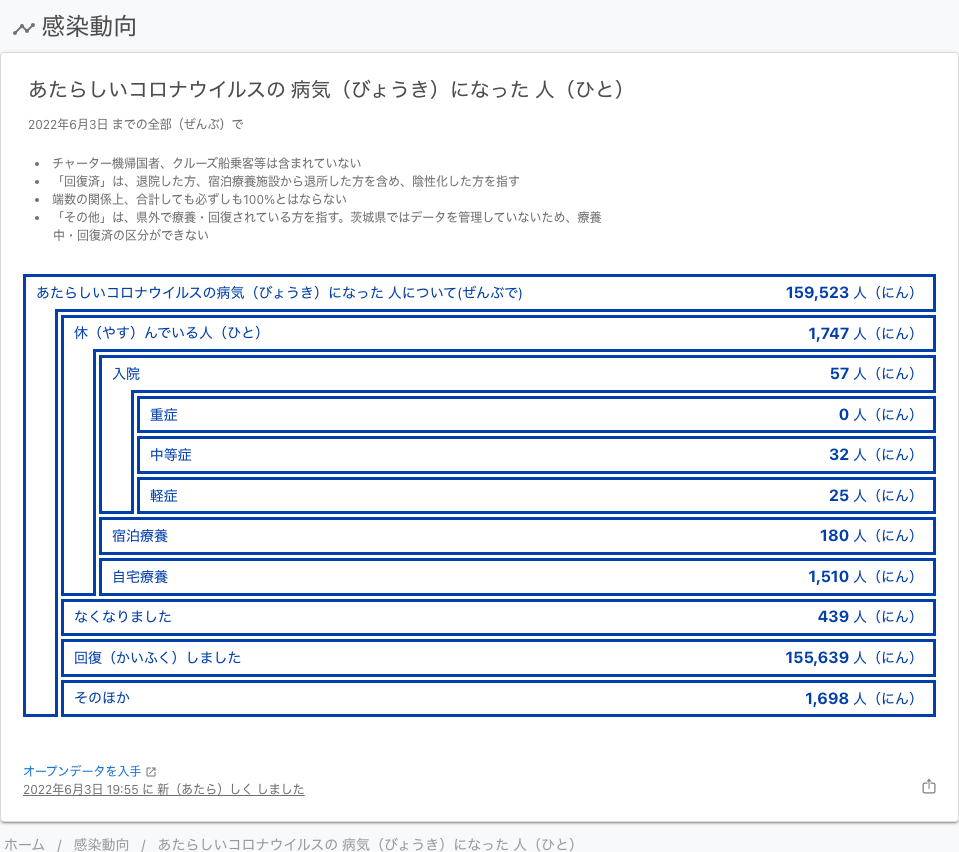 感染動向
あたらしいコロナウイルスの 病気（びょうき）になった 人（ひと）
2022年6月3日 までの全部（ぜんぶ）で
• チャーター機帰国者、クルーズ船乗客等は含まれていない
• 「回復済」は、退院した方、宿泊療養施設から退所した方を含め、陰性化した方を指す
• 端数の関係上、合計しても必ずしも100%とはならない
• 「その他」は、県外で療養・回復されている方を指す。茨城県ではデータを管理していないため、療養
中・回復済の区分ができない
あたらしいコロナウイルスの病気（びょうき）になった 人について(ぜんぶで) 159,523 人（にん）
休（やす）んでいる人（ひと） 1,747 人（にん）
入院 57 人（にん）
重症 0 人（にん）
中等症 32 人（にん）
軽症 25 人（にん）
宿泊療養 180 人（にん）
自宅療養 1,510 人（にん）
なくなりました 439 人（にん）
回復（かいふく）しました 155,639 人（にん）
そのほか 1,698 人（にん）
オープンデータを入手
2022年6月3日 19:55 に 新（あたら）しく しました
ホーム / 感染動向 / あたらしいコロナウイルスの 病気（びょうき）になった 人（ひと）